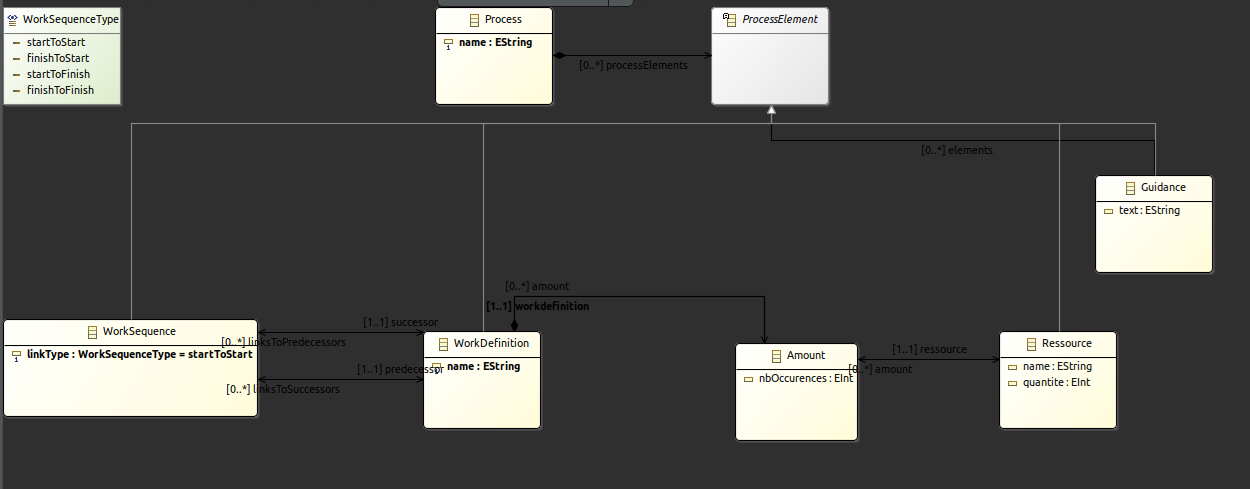 WorkSequenceType
startToStart
finishToStart
startToFinish
finishToFinish
Process
name : EString
[0..*] processElements
ProcessElement
[0..*] elements
Guidance
text : EString
[0..*] amount
[1..1] workdefinition
WorkSequence
linkType : WorkSequenceType = startToStart
[1..1] successor
[0..*] linksToPredecessors
[1..1] predecessor
[0..*] linksToSuccessors
WorkDefinition
name : EString
Amount
nbOccurences : EInt
[1..1] ressource
[0..*] amount
Ressource
name : EString
quantite : EInt